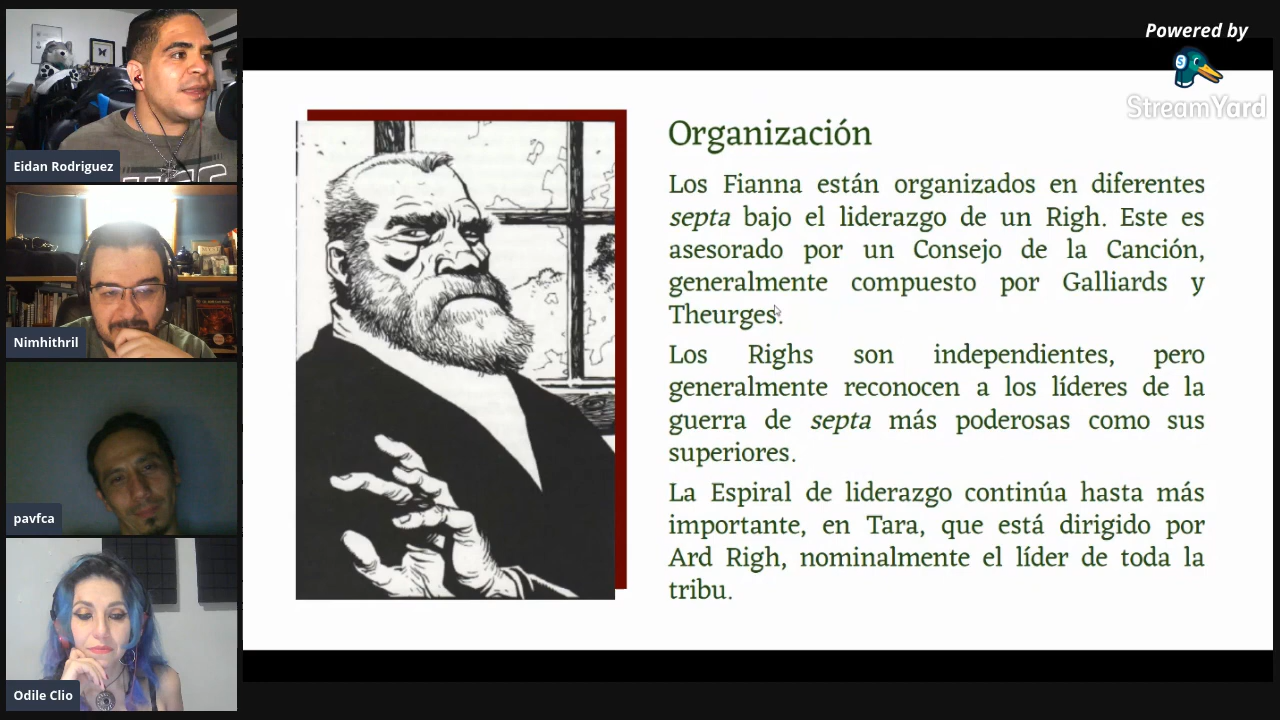 Powered by
StreamYard
Eidan Rodriguez
Nimhithril
pavfca
Odile Clio
Organización
Los Fianna están organizados en diferentes
septa bajo el liderazgo de un Righ. Este es
asesorado por un Consejo de la Canción,
generalmente compuesto por Galliards y
Theurges.
Los Righs son independientes, pero
generalmente reconocen a los líderes de la
guerra de septa más poderosas como sus
superiores.
La Espiral de liderazgo continúa hasta más
importante, en Tara, que está dirigido por
Ard Righ, nominalmente el líder de toda la
tribu.